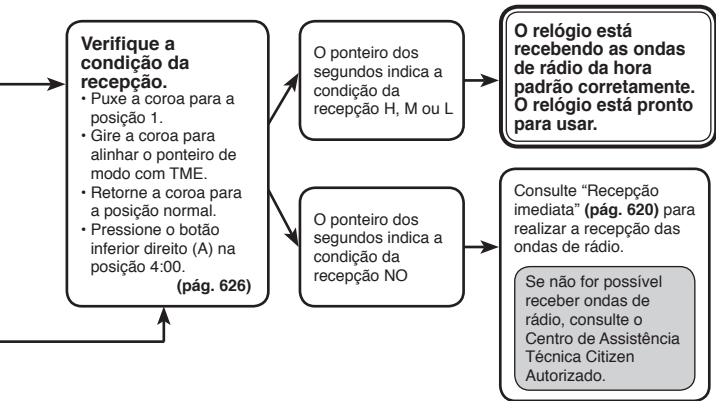 Verifique a
condição da
recepção.
• Puxe a coroa para a
posição 1.
• Gire a coroa para
alinhar o ponteiro de
modo com TME.
• Retorne a coroa para
a posição normal.
• Pressione o botão
inferior direito (A) na
posição 4:00.
(pág. 626)
O ponteiro dos
segundos indica a
condição da
recepção H, M ou L
O relógio está
recebendo as ondas
de rádio da hora
padrão corretamente.
O relógio está pronto
para usar.
O ponteiro dos
segundos indica a
condição da
recepção NO
Consulte “Recepção
imediata” (pág. 620) para
realizar a recepção das
ondas de rádio.
Se não for possível
receber ondas de
rádio, consulte o
Centro de Assistência
Técnica Citizen
Autorizado.